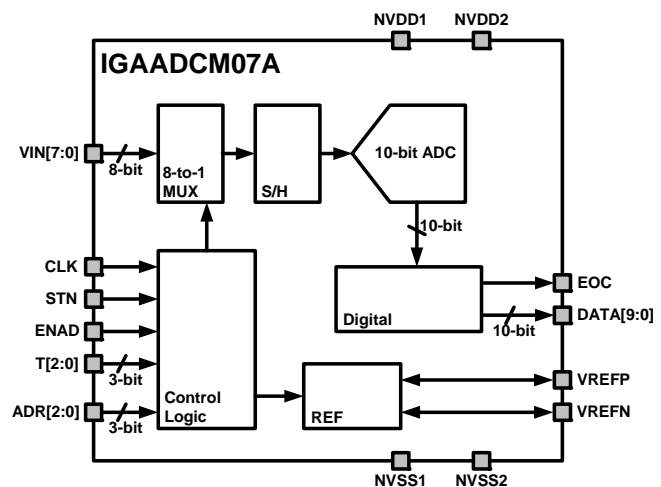 NVDD1
NVDD2
IGAADCM07A
VIN[7:0]
8-bit
8-to-1
MUX
S/H
10-bit ADC
10-bit
CLK
STN
ENAD
T[2:0]
3-bit
ADR[2:0]
3-bit
Control
Logic
Digital
EOC
DATA[9:0]
10-bit
REF
VREFP
VREFN
NVSS1
NVSS2